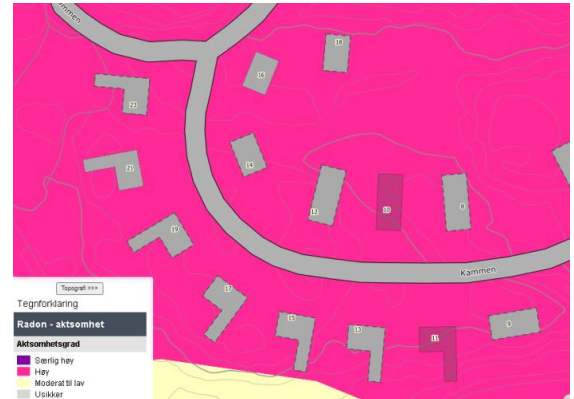 Kammen
18
16
23
14
21
12
10
8
19
Kammen
17
15
13
11
9
Topografi >>>
Tegnforklaring
Radon - aktsomhet
Aktsomhetsgrad
Særlig høy
Høy
Moderat til lav
Usikker